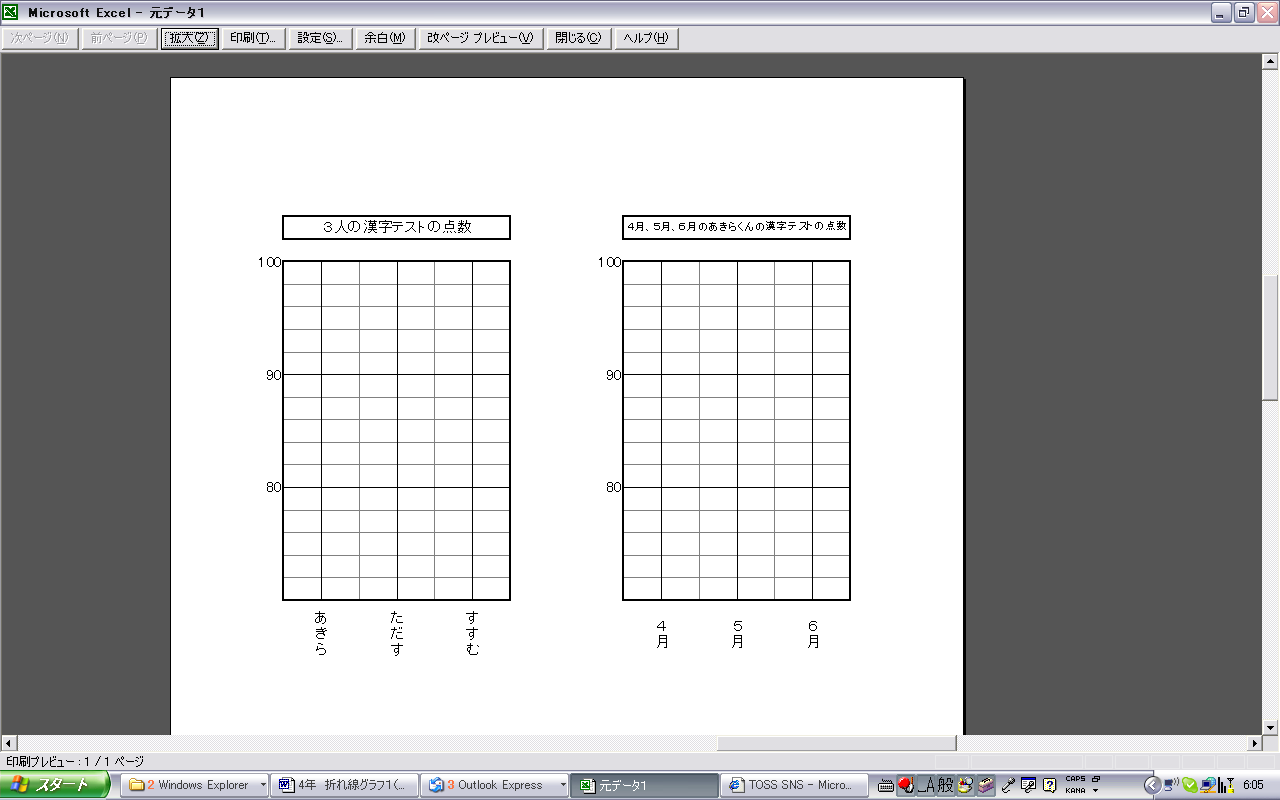 Microsoft Excel - 元データ1
次ページ(N) 前ページ(P) 拡大(Z) 印刷(T)... 設定(S)... 余白(M) 改ページ プレビュー(V) 閉じる(C) ヘルプ(H)
３人の漢字テストの点数
4月、5月、6月のあきらくんの漢字テストの点数
100
90
80
あきら
ただす
すすむ
100
90
80
４月
５月
６月
印刷プレビュー : 1 / 1 ページ
スタート 2 Windows Explorer 4年 折れ線グラフ1(... 3 Outlook Express 元データ1 TOSS SNS - Micro... _A 般 CAPS KANA 6:05